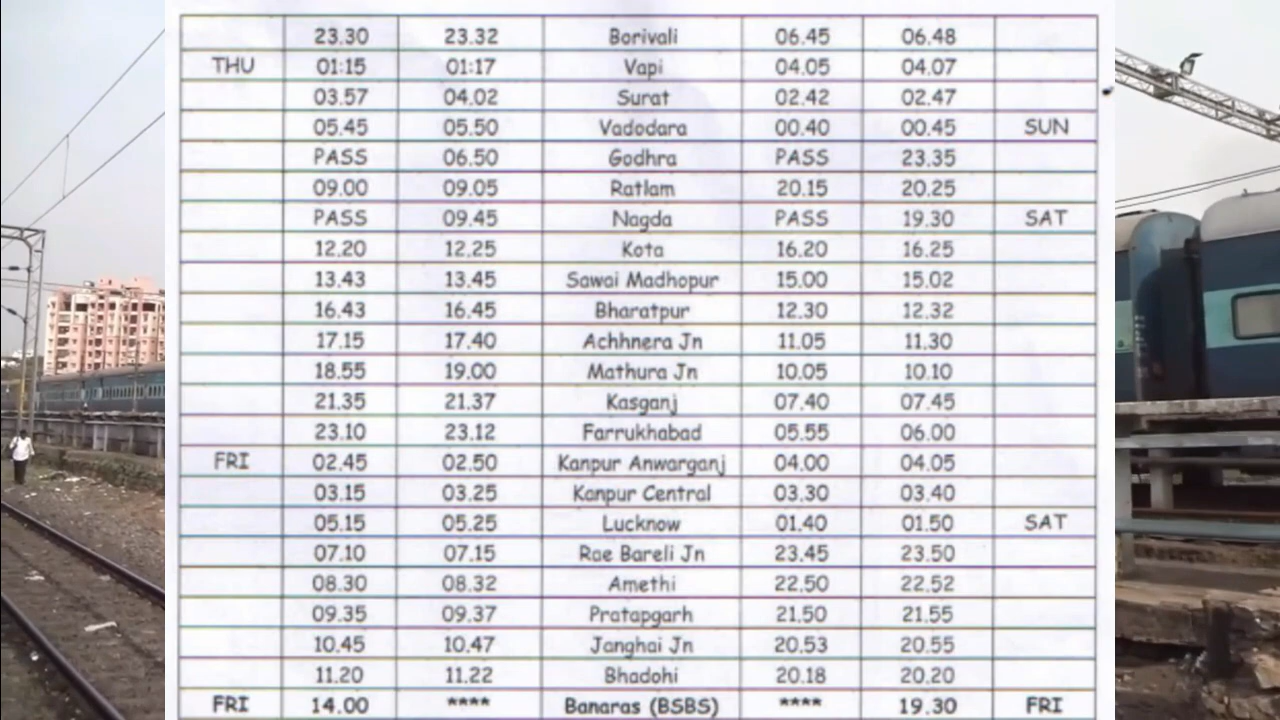 23.30 23.32 Borivali 06.45 06.48
THU 01:15 01:17 Vapi 04.05 04.07
03.57 04.02 Surat 02.42 02.47
05.45 05.50 Vadodara 00.40 00.45 SUN
PASS 06.50 Godhra PASS 23.35
09.00 09.05 Ratlam 20.15 20.25
PASS 09.45 Nagda PASS 19.30 SAT
12.20 12.25 Kota 16.20 16.25
13.43 13.45 Sawai Madhopur 15.00 15.02
16.43 16.45 Bharatpur 12.30 12.32
17.15 17.40 Achhnera Jn 11.05 11.30
18.55 19.00 Mathura Jn 10.05 10.10
21.35 21.37 Kasganj 07.40 07.45
23.10 23.12 Farrukhabad 05.55 06.00
FRI 02.45 02.50 Kanpur Anwarganj 04.00 04.05
03.15 03.25 Kanpur Central 03.30 03.40
05.15 05.25 Lucknow 01.40 01.50 SAT
07.10 07.15 Rae Bareli Jn 23.45 23.50
08.30 08.32 Amethi 22.50 22.52
09.35 09.37 Pratapgarh 21.50 21.55
10.45 10.47 Janghai Jn 20.53 20.55
11.20 11.22 Bhadohi 20.18 20.20
FRI 14.00 **** Banaras (BSBS) **** 19.30 FRI